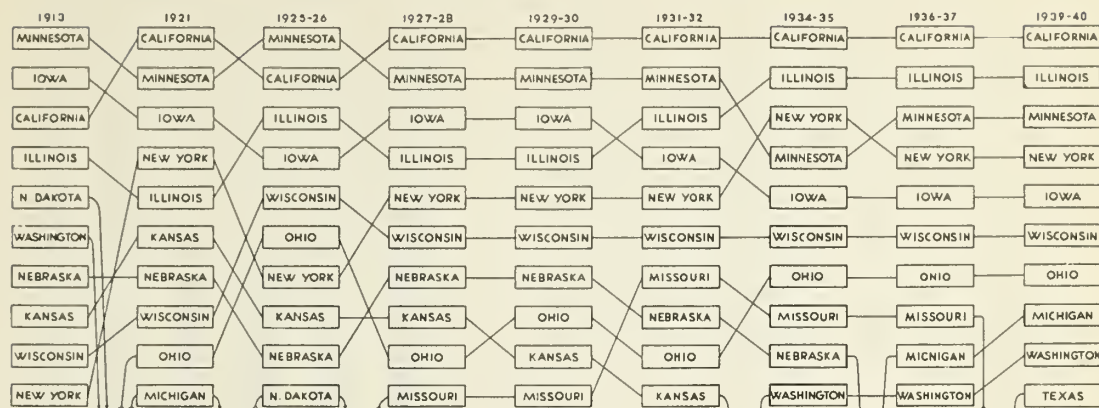 1913 1921 1925-26 1927-28 1929-30 1931-32 1934-35 1936-37 1939-40
MINNESOTA CALIFORNIA MINNESOTA CALIFORNIA CALIFORNIA CALIFORNIA CALIFORNIA CALIFORNIA CALIFORNIA
IOWA MINNESOTA CALIFORNIA MINNESOTA MINNESOTA MINNESOTA ILLINOIS ILLINOIS ILLINOIS
CALIFORNIA IOWA ILLINOIS IOWA IOWA ILLINOIS NEW YORK MINNESOTA MINNESOTA
ILLINOIS NEW YORK IOWA ILLINOIS ILLINOIS IOWA MINNESOTA NEW YORK NEW YORK
N DAKOTA ILLINOIS WISCONSIN NEW YORK NEW YORK NEW YORK IOWA IOWA IOWA
WASHINGTON KANSAS OHIO WISCONSIN WISCONSIN WISCONSIN WISCONSIN WISCONSIN WISCONSIN
NEBRASKA NEBRASKA NEW YORK NEBRASKA NEBRASKA MISSOURI OHIO OHIO OHIO
KANSAS WISCONSIN KANSAS KANSAS OHIO NEBRASKA MISSOURI MISSOURI MICHIGAN
WISCONSIN OHIO NEBRASKA OHIO KANSAS OHIO NEBRASKA MICHIGAN WASHINGTON
NEW YORK MICHIGAN N. DAKOTA MISSOURI MISSOURI KANSAS WASHINGTON WASHINGTON TEXAS